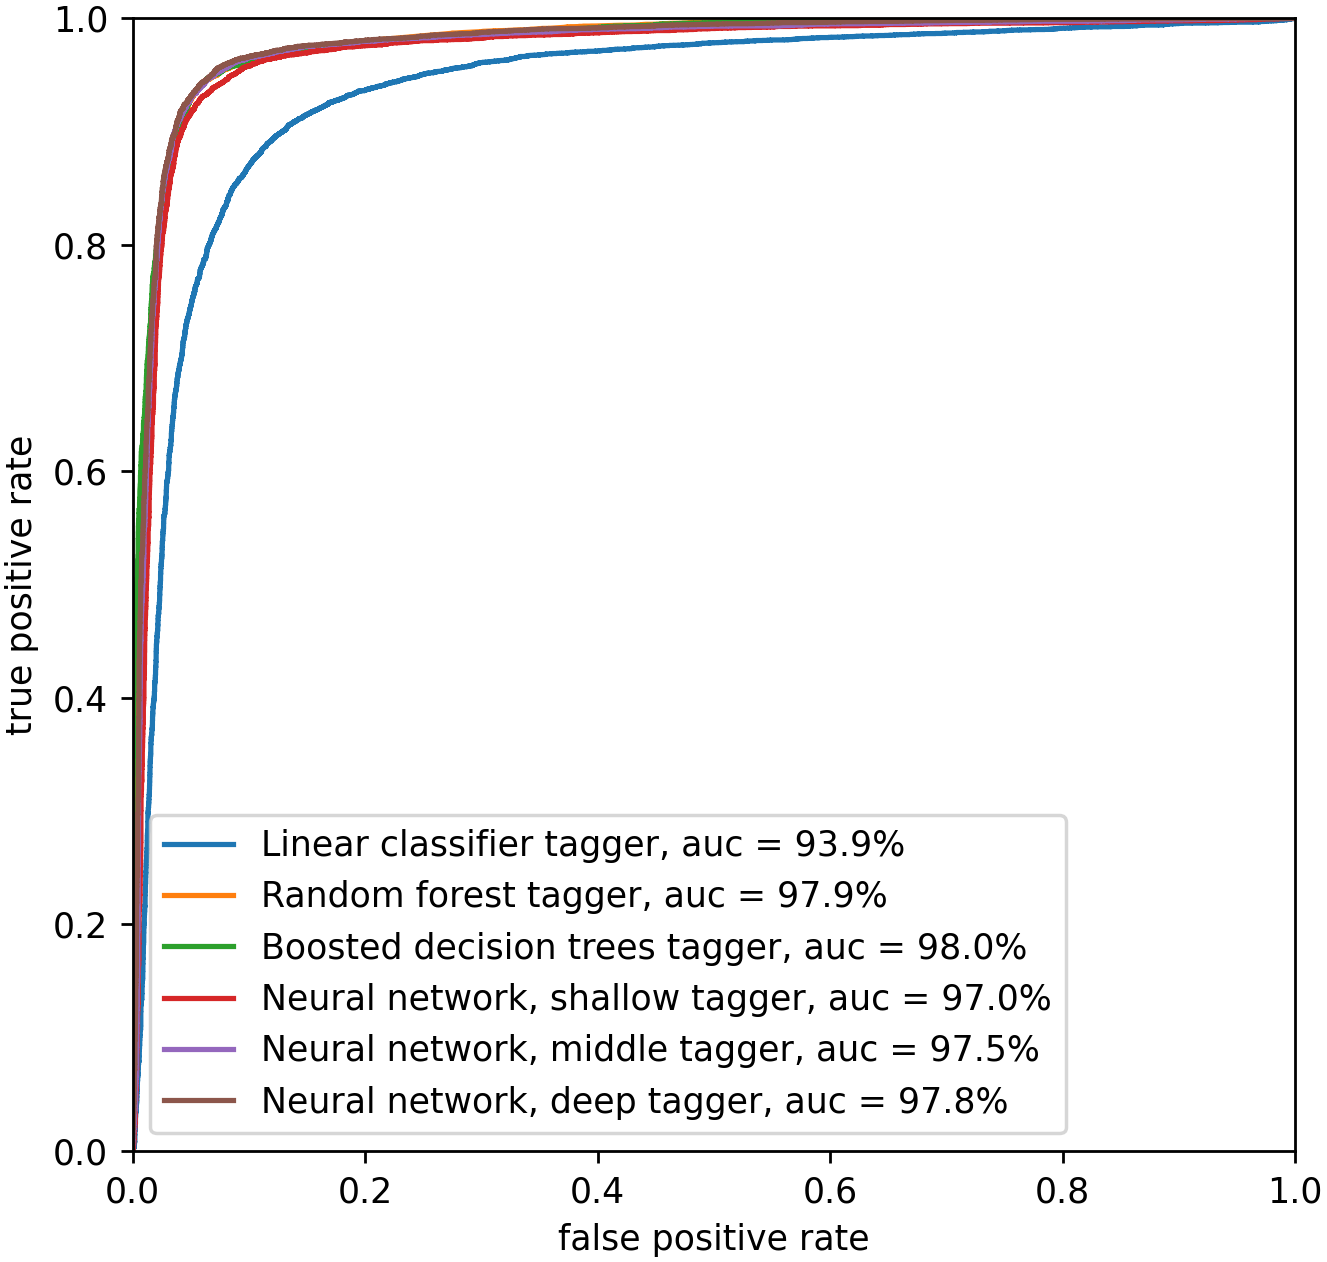 1.0
0.8
0.6
0.4
0.2
0.0
true positive rate
Linear classifier tagger, auc = 93.9%
Random forest tagger, auc = 97.9%
Boosted decision trees tagger, auc = 98.0%
Neural network, shallow tagger, auc = 97.0%
Neural network, middle tagger, auc = 97.5%
Neural network, deep tagger, auc = 97.8%
0.0 0.2 0.4 0.6 0.8 1.0
false positive rate